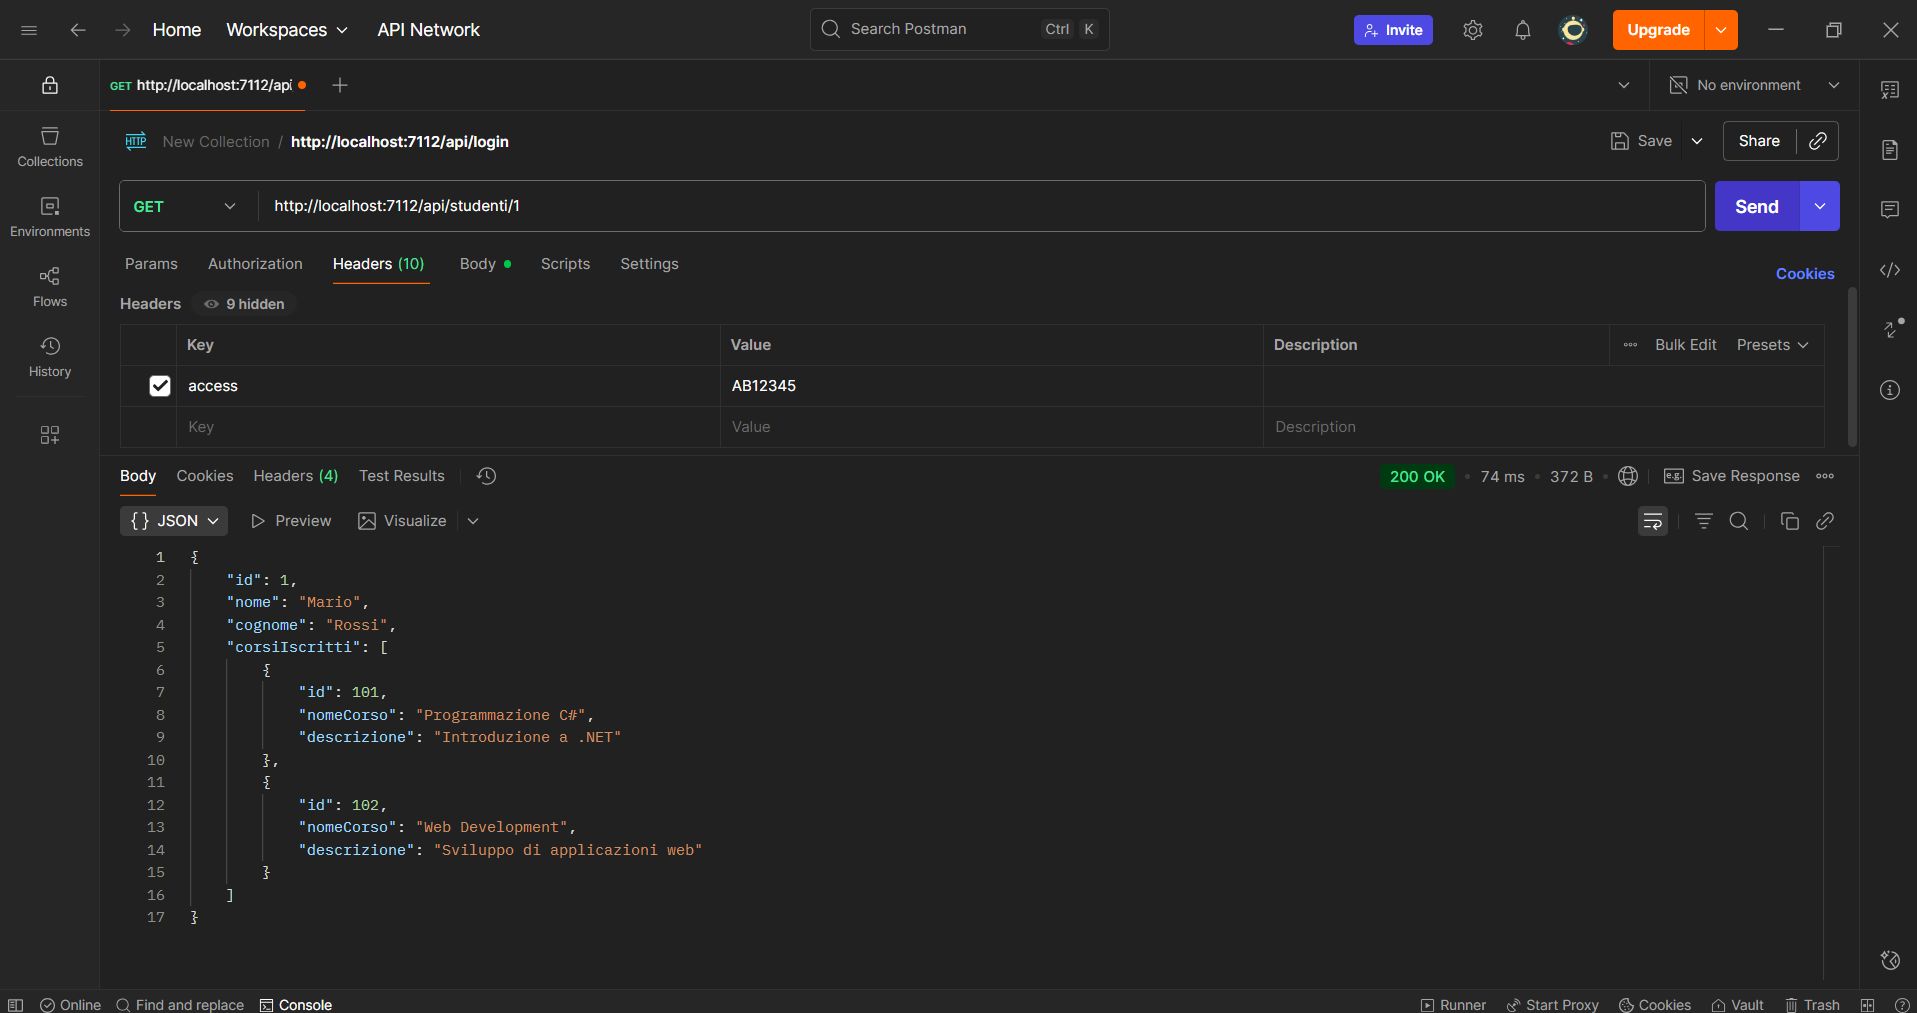 Home Workspaces API Network Search Postman Ctrl K Invite Upgrade
GET http://localhost:7112/api No environment
HTTP New Collection / http://localhost:7112/api/login Save Share
Collections
GET http://localhost:7112/api/studenti/1 Send
Environments
Params Authorization Headers (10) Body Scripts Settings Cookies
Flows
Headers 9 hidden
Key Value Description Bulk Edit Presets
History
access AB12345
Key Value Description
Body Cookies Headers (4) Test Results 200 OK 74 ms 372 B e.g. Save Response
{} JSON Preview Visualize
1 {
2 "id": 1,
3 "nome": "Mario",
4 "cognome": "Rossi",
5 "corsiIscritti": [
6 {
7 "id": 101,
8 "nomeCorso": "Programmazione C#",
9 "descrizione": "Introduzione a .NET"
10 },
11 {
12 "id": 102,
13 "nomeCorso": "Web Development",
14 "descrizione": "Sviluppo di applicazioni web"
15 }
16 ]
17 }
Online Find and replace Console Runner Start Proxy Cookies Vault Trash